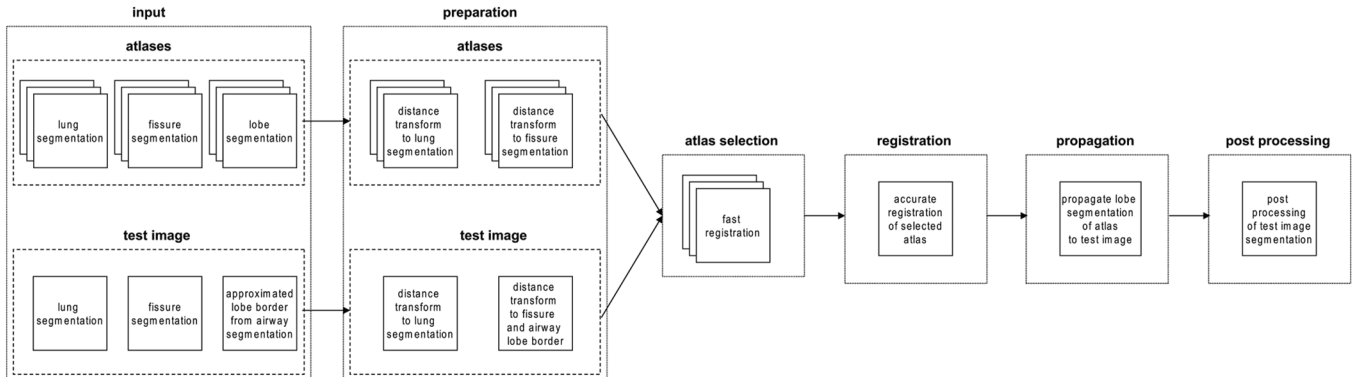 input
preparation
atlases
atlases
lung
segmentation
fissure
segmentation
lobe
segmentation
distance
transform
to lung
segmentation
distance
transform
to fissure
segmentation
atlas selection
registration
propagation
post processing
fast
registration
accurate
registration
of selected
atlas
propagate lobe
segmentation
of atlas
to test image
post
processing
of test image
segmentation
test image
test image
lung
segmentation
fissure
segmentation
approximated
lobe border
from airway
segmentation
distance
transform
to lung
segmentation
distance
transform
to fissure
and airway
lobe border